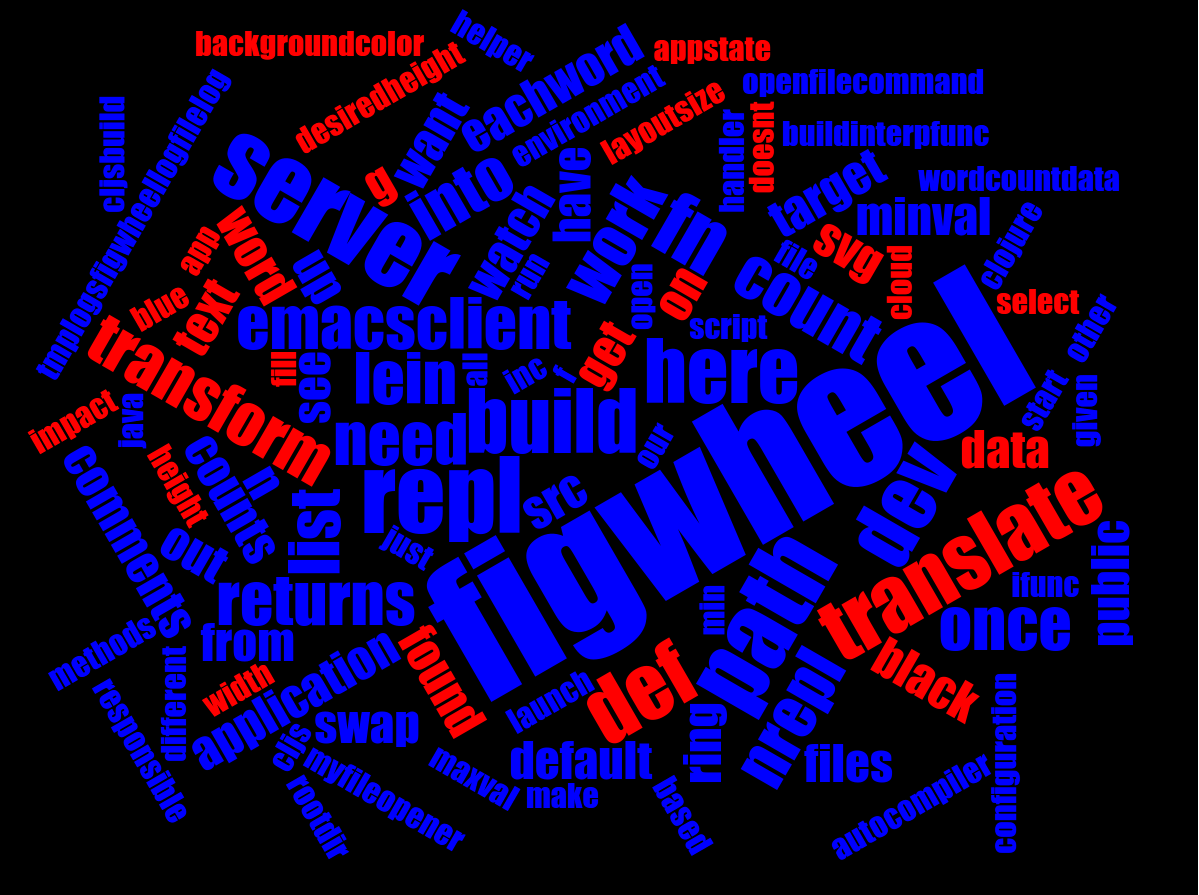 helper
backgroundcolor
appstate
desiredheight
eachword
openfilecommand
environment
layoutsize
cljsbuild
tmplogsfigwheellogfilelog
want
handler
doesnt
buildinterpfunc
server
g
into
have
target
wordcountdata
watch
work
fn
minval
word
app
up
run
svg
file
clojure
cloud
count
open
on
blue
text
emacsclient
script
select
other
transform
fill
see
lein
all
inc
f
get
here
figwheel
impact
java
need
build
our
start
given
data
height
counts
n
comments
list
repl
src
dev
translate
out
just
public
path
lfunc
returns
min
once
methods
from
different
width
application
found
def
black
nrepl
launch
responsible
cljs
swap
ring
configuration
default
files
maxval
make
myfileopener
rootdir
based
autocompiler